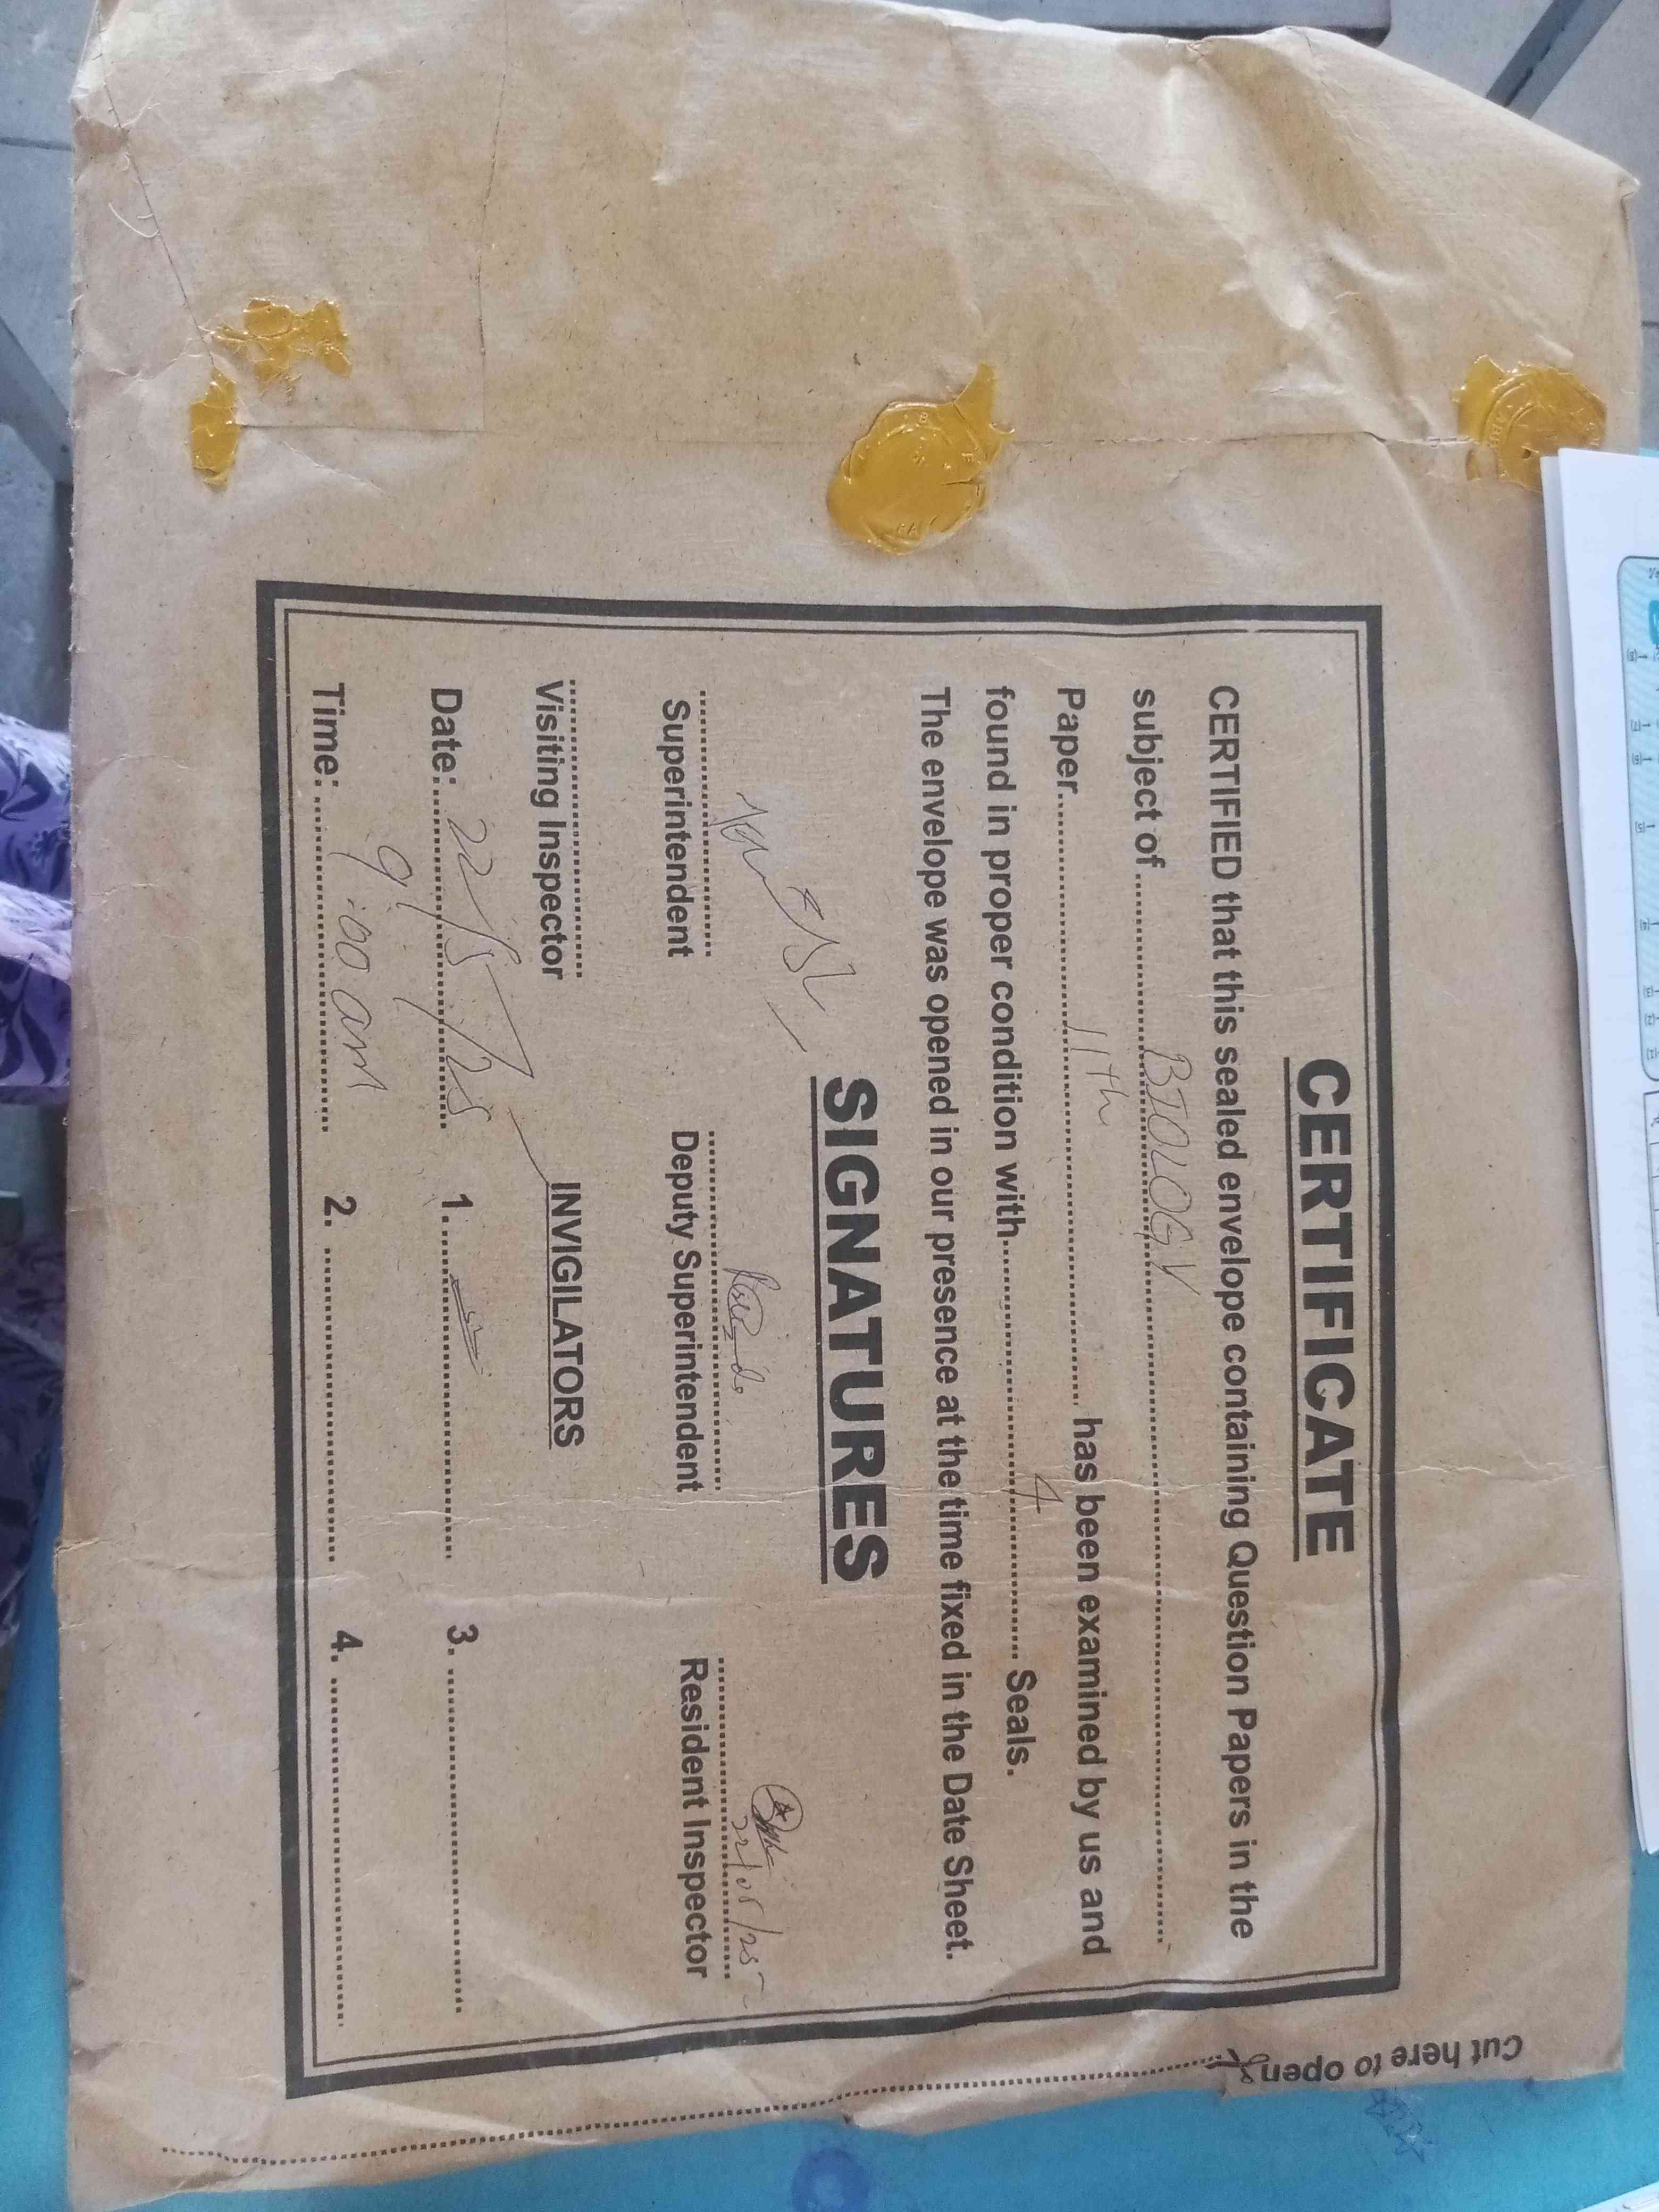 CERTIFICATE
CERTIFIED that this sealed envelope containing Question Papers in the
subject of.......... BIOLOGY ..........
Paper.......... 11th .......... has been examined by us and
found in proper condition with.......... 4 .......... Seals.
The envelope was opened in our presence at the time fixed in the Date Sheet.
SIGNATURES
22/05/25
Superintendent Deputy Superintendent Resident Inspector
Visiting Inspector INVIGILATORS
Date: 22/5/25 1. .......... 3. ..........
Time: 9:00 am 2. .......... 4. ..........
Cut here to open